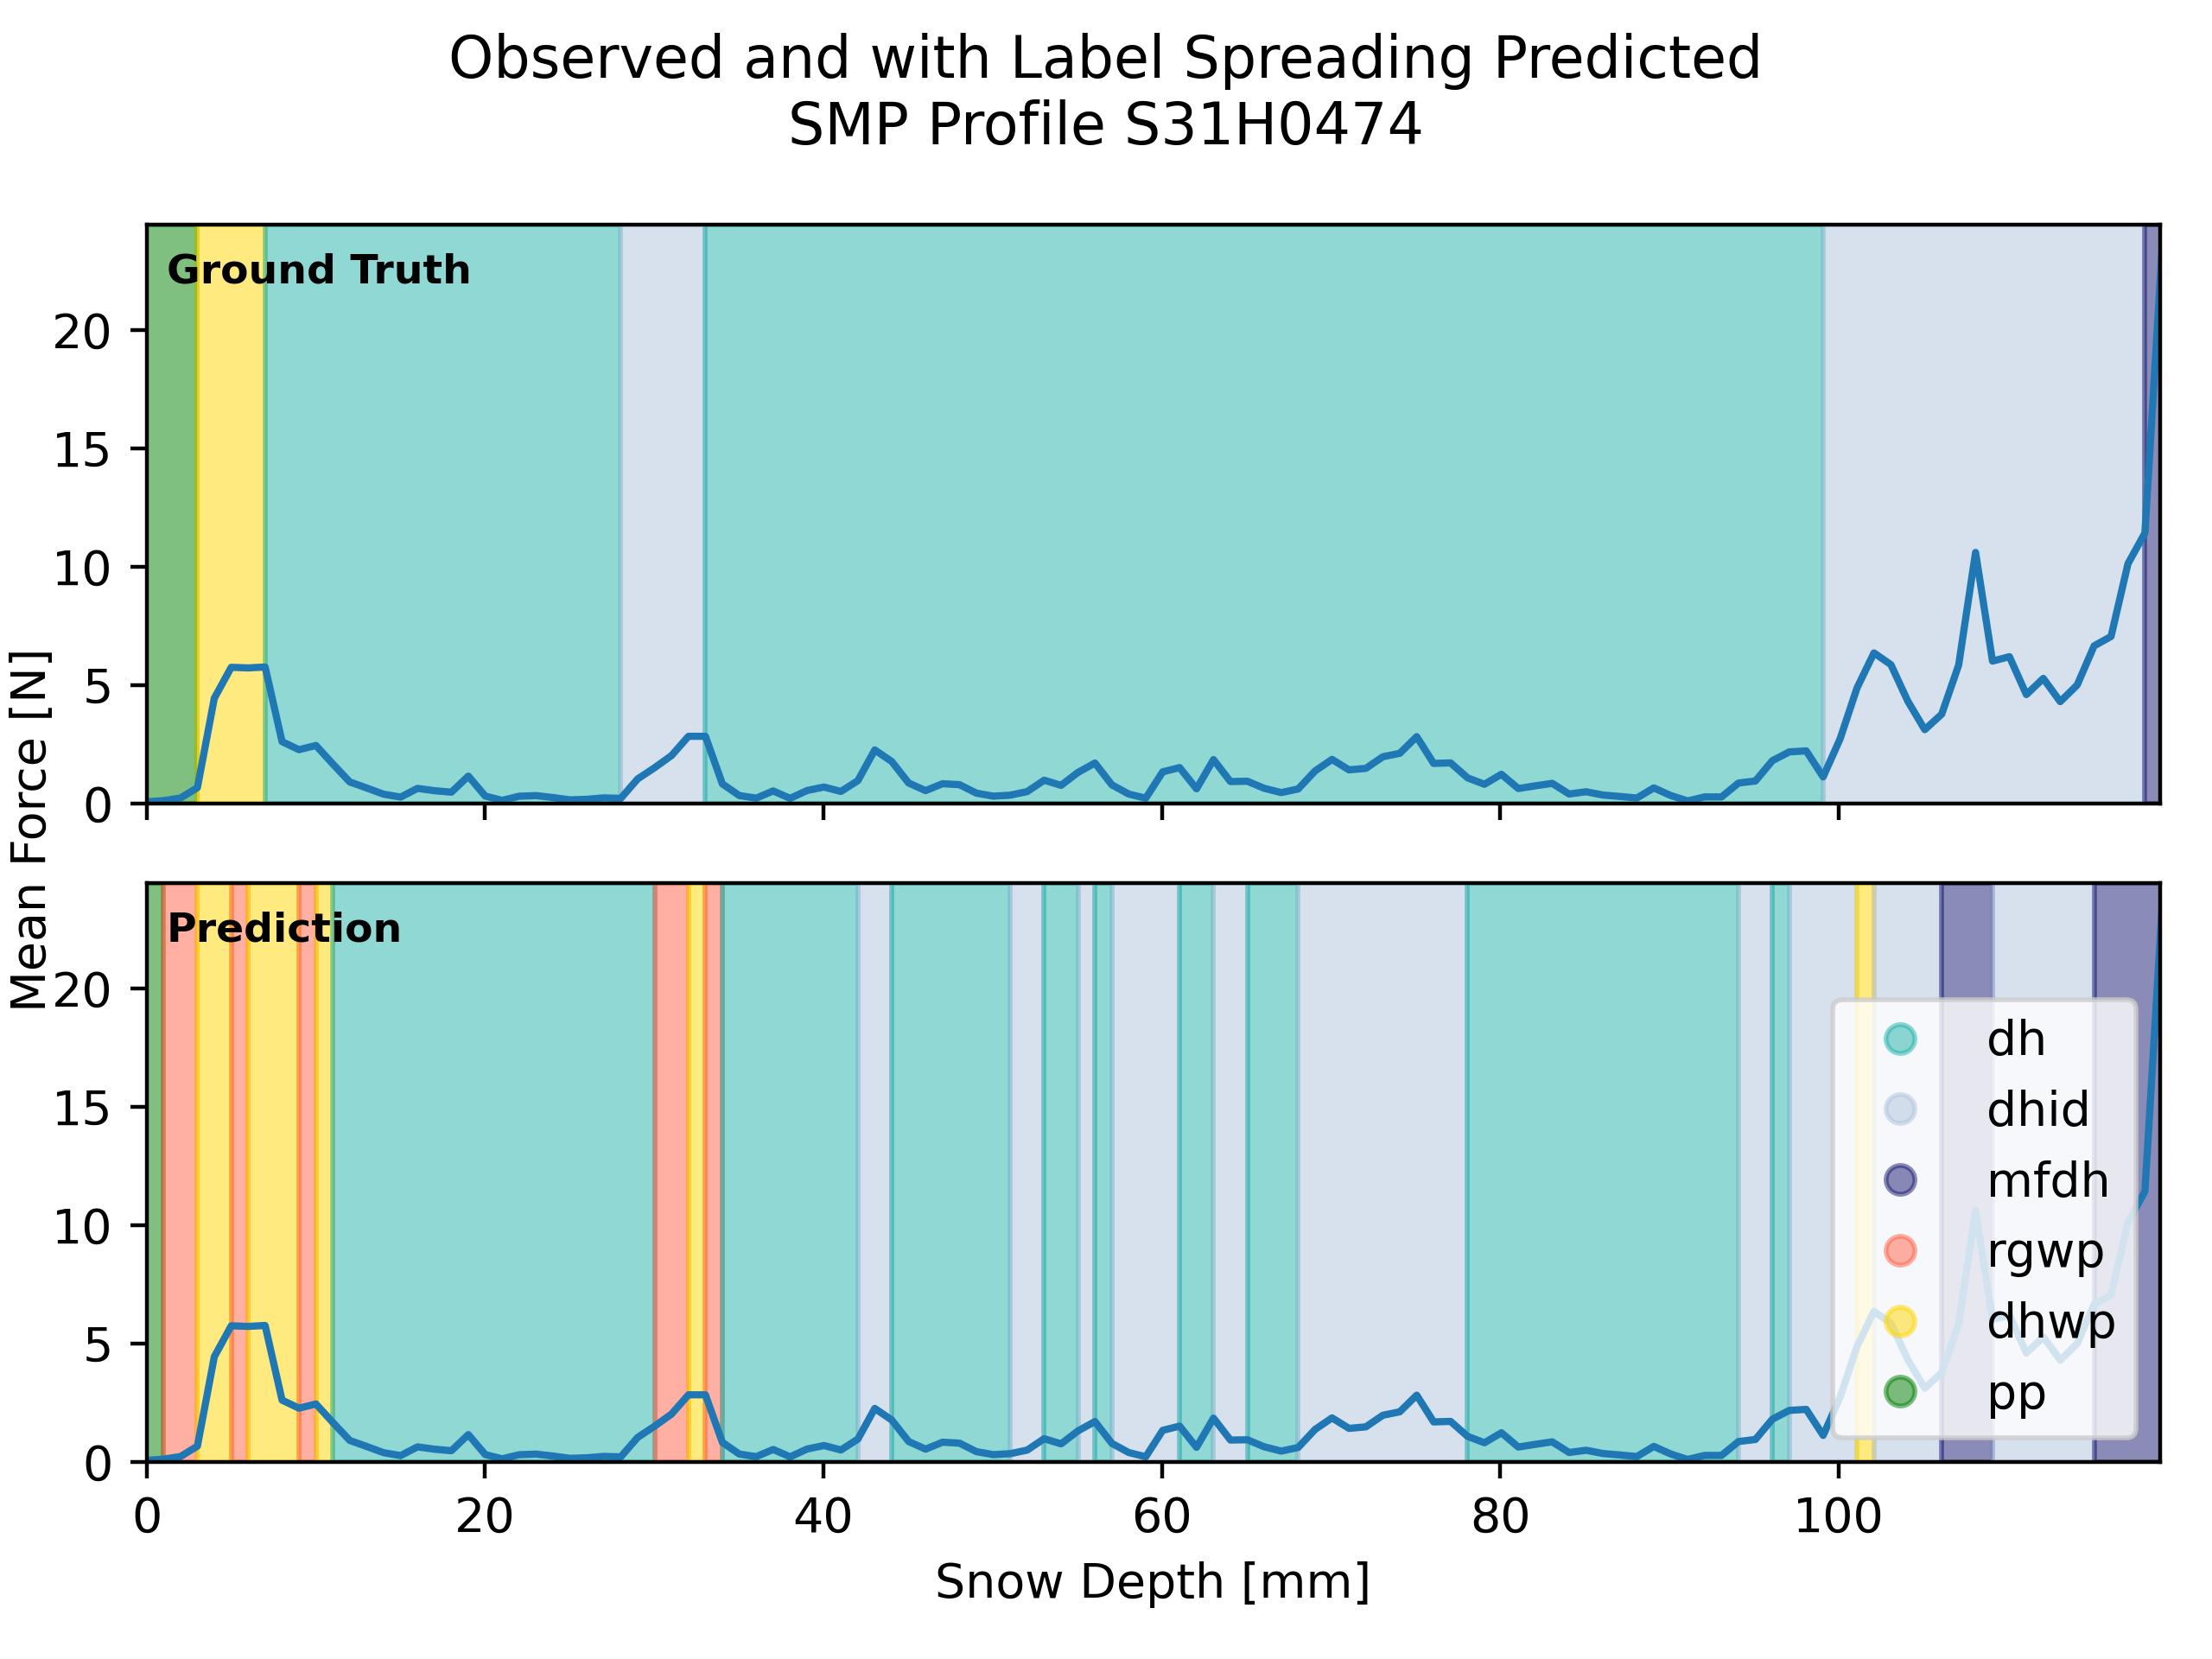 Observed and with Label Spreading Predicted
SMP Profile S31H0474
Mean Force [N]
Ground Truth
20
15
10
5
0
Prediction
20
15
10
5
0
dh
dhid
mfdh
rgwp
dhwp
pp
0 20 40 60 80 100
Snow Depth [mm]